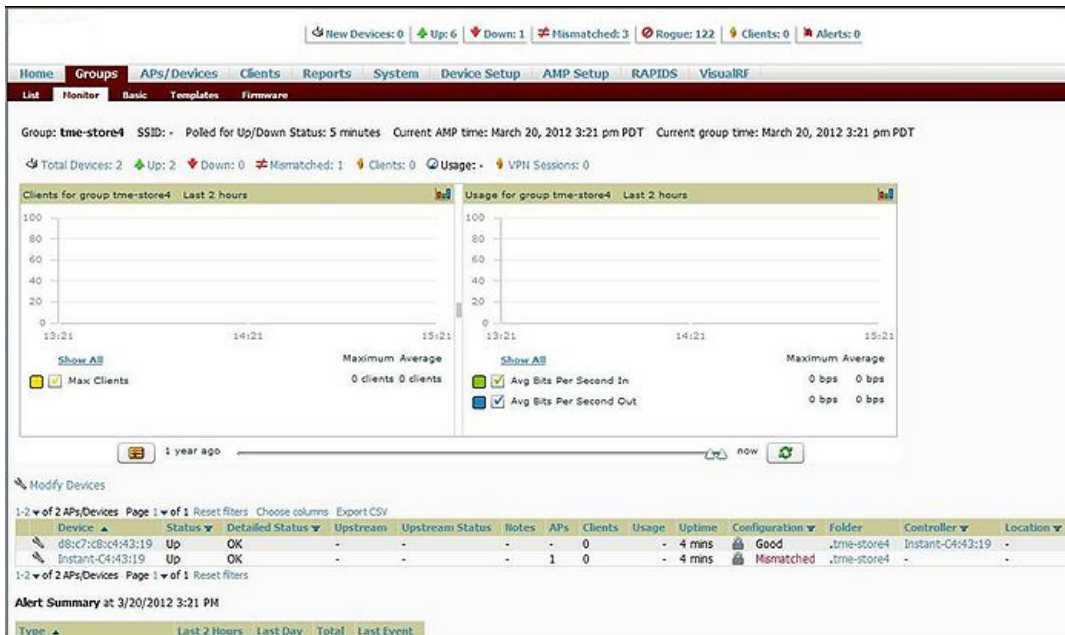 New Devices: 0 Up: 6 Down: 1 Mismatched: 3 Rogue: 122 Clients: 0 Alerts: 0
Home Groups APs/Devices Clients Reports System Device Setup AMP Setup RAPIDS VisualRF
List Monitor Basic Templates Firmware
Group: tme-store4 SSID: - Polled for Up/Down Status: 5 minutes Current AMP time: March 20, 2012 3:21 pm PDT Current group time: March 20, 2012 3:21 pm PDT
Total Devices: 2 Up: 2 Down: 0 Mismatched: 1 Clients: 0 Usage: - VPN Sessions: 0
Clients for group tme-store4 Last 2 hours Usage for group tme-store4 Last 2 hours
100 100
80 80
60 60
40 40
20 20
0 0
13:21 14:21 15:21 13:21 14:21 15:21
Show All Maximum Average Show All Maximum Average
Max Clients 0 clients 0 clients Avg Bits Per Second In 0 bps 0 bps
Avg Bits Per Second Out 0 bps 0 bps
1 year ago now
Modify Devices
1-2 of 2 APs/Devices Page 1 of 1 Reset filters Choose columns Export CSV
Device Status Detailed Status Upstream Upstream Status Notes APs Clients Usage Uptime Configuration Folder Controller Location
d8:c7:c8:c4:43:19 Up OK - - - - 0 - 4 mins Good .tme-store4 Instant-C4:43:19 -
Instant-C4:43:19 Up OK - - - 1 0 - 4 mins Mismatched .tme-store4 - -
1-2 of 2 APs/Devices Page 1 of 1 Reset filters
Alert Summary at 3/20/2012 3:21 PM
Type Last 2 Hours Last Day Total Last Event